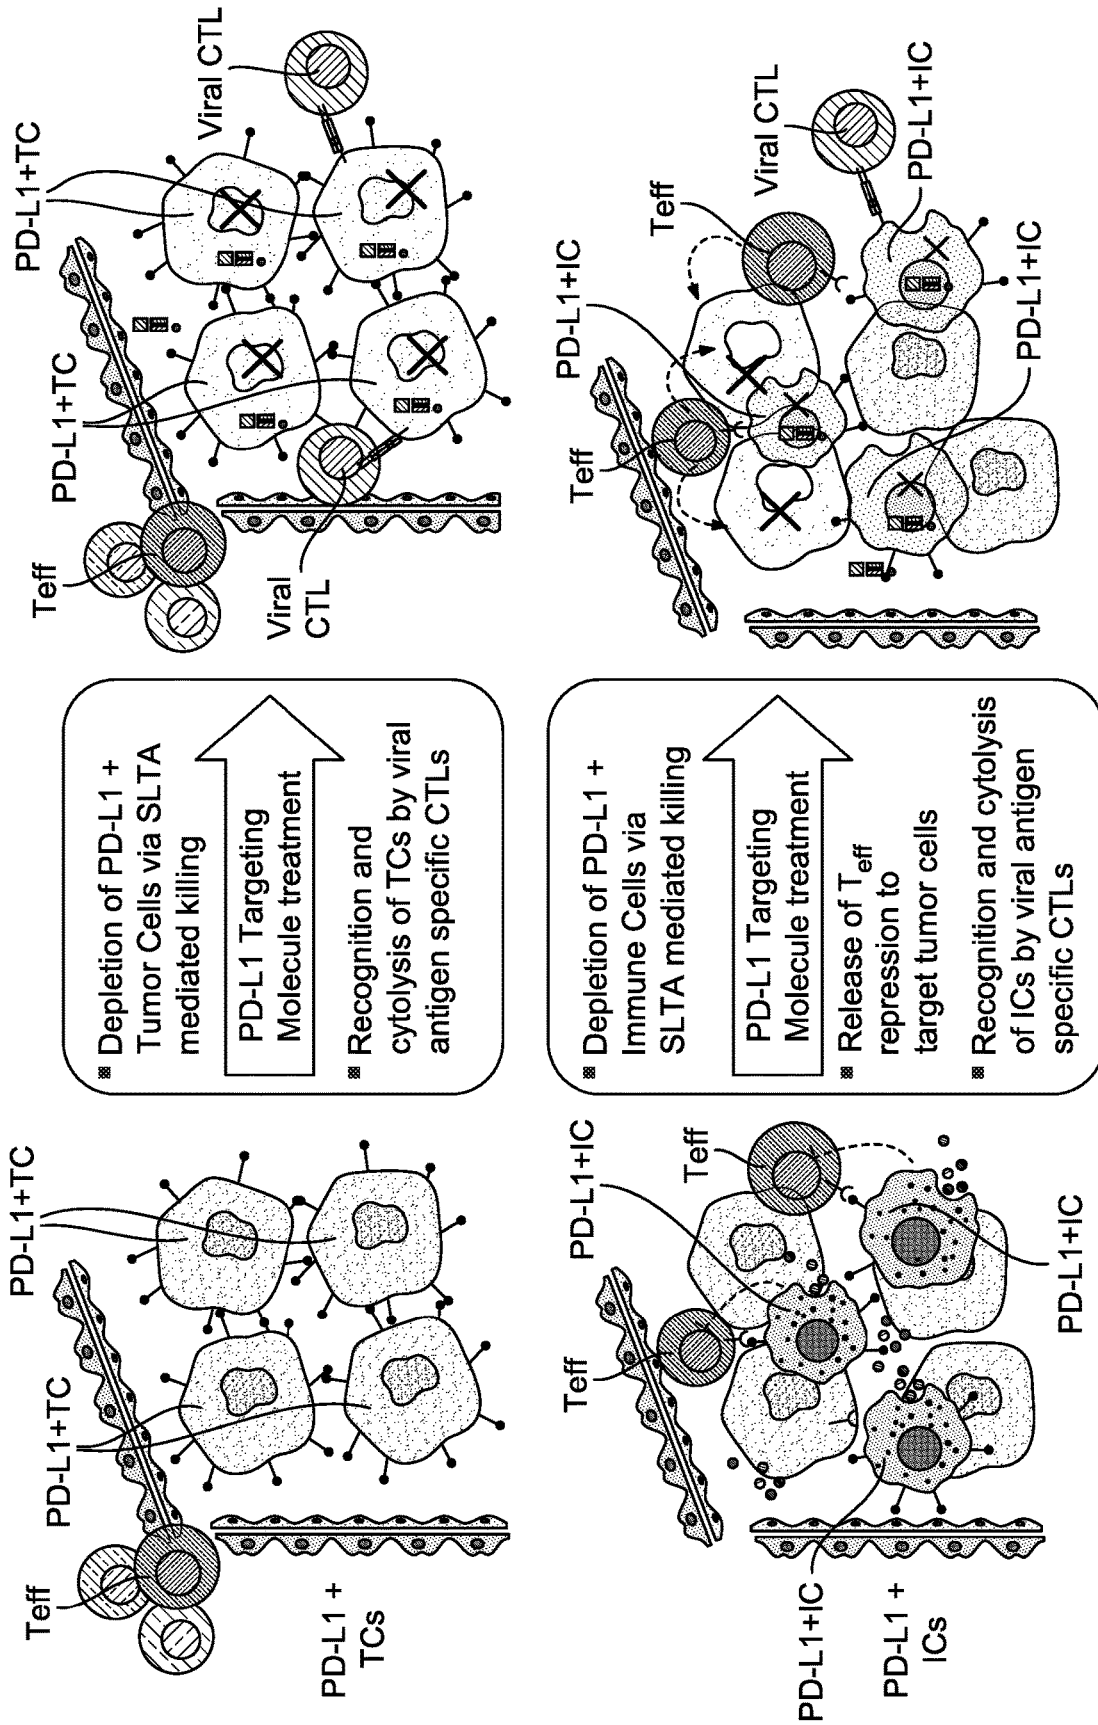 PD-L1+TC
PD-L1+TC
Teff
PD-L1 +
TCs
Depletion of PD-L1 +
Tumor Cells via SLTA
mediated killing
PD-L1 Targeting
Molecule treatment
Recognition and
cytolysis of TCs by viral
antigen specific CTLs
PD-L1+TC
PD-L1+TC
Teff
Viral
CTL
Viral CTL
PD-L1+IC
Teff
Teff
PD-L1+IC
PD-L1+IC
PD-L1 +
ICs
Depletion of PD-L1 +
Immune Cells via
SLTA mediated killing
PD-L1 Targeting
Molecule treatment
Release of Teff
repression to
target tumor cells
Recognition and cytolysis
of ICs by viral antigen
specific CTLs
PD-L1+IC
Teff
Teff
Viral CTL
PD-L1+IC
PD-L1+IC